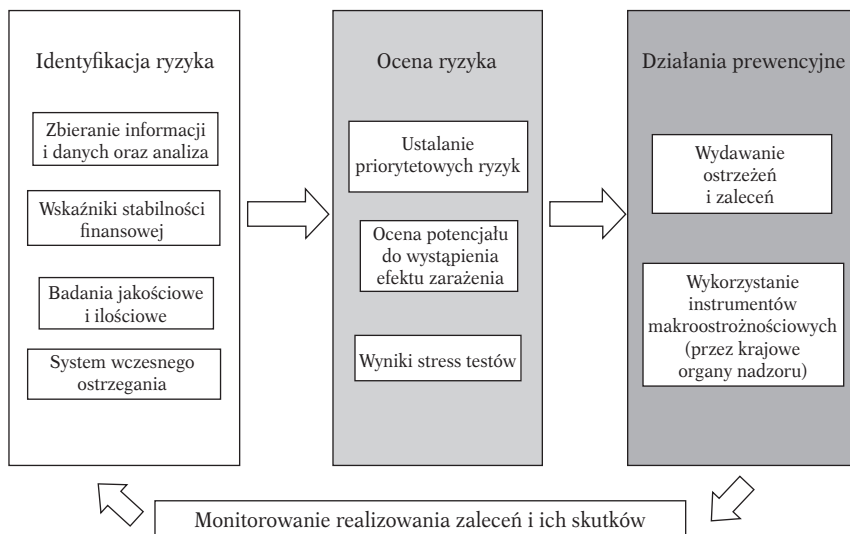 Identyfikacja ryzyka
Zbieranie informacji
i danych oraz analiza
Wskaźniki stabilności
finansowej
Badania jakościowe
i ilościowe
System wczesnego
ostrzegania
Ocena ryzyka
Ustalanie
priorytetowych ryzyk
Ocena potencjału
do wystąpienia
efektu zarażenia
Wyniki stress testów
Działania prewencyjne
Wydawanie
ostrzeżeń
i zaleceń
Wykorzystanie
instrumentów
makroostrożnościowych
(przez krajowe
organy nadzoru)
Monitorowanie realizowania zaleceń i ich skutków